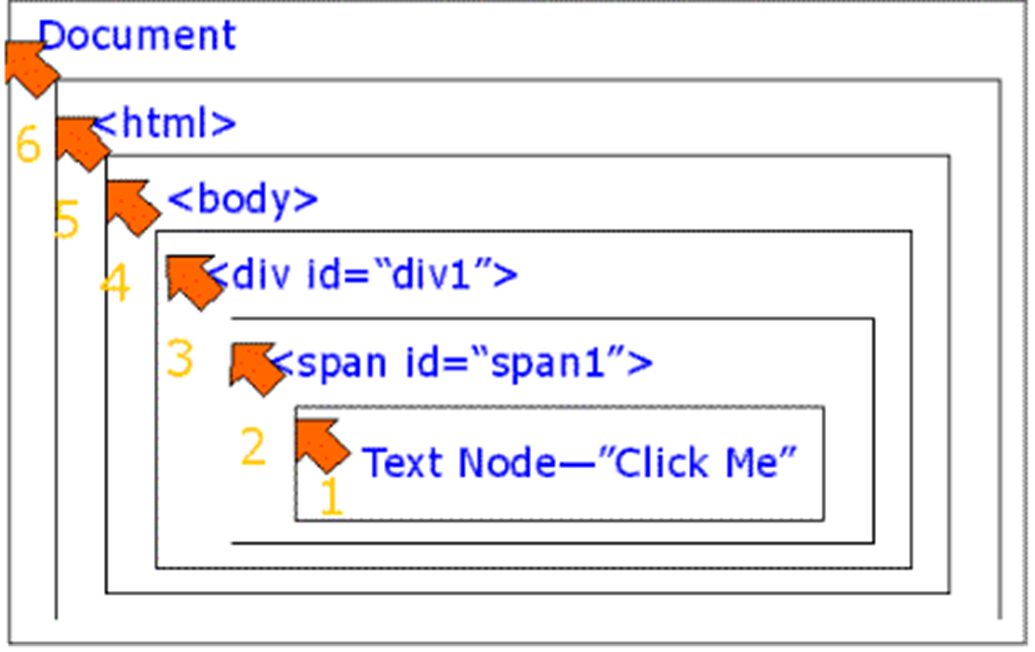 Document
6
<html>
5
<body>
4
<div id=“div1”>
3
<span id=“span1”>
2
Text Node—”Click Me”
1